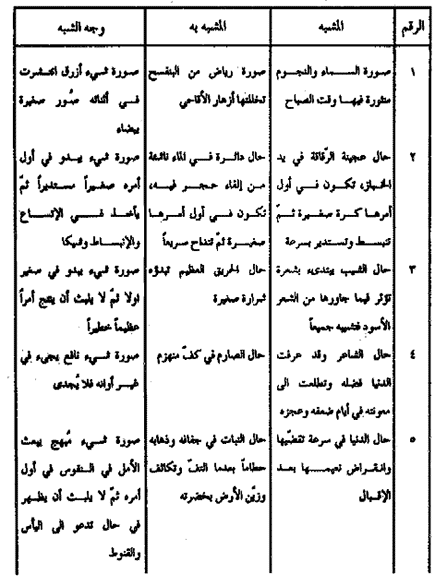 الرقم المشبه المشبه به وجه الشبه
١ صورة السماء والنجوم صورة رياض من البنفسج صورة شيء أزرق انتشرت
منثورة فيها وقت الصباح تخللتها أزهار الأقاحي في أثنائه صُور صغيرة
بيضاء
٢ حال عجينة الرّقاقة في يد حال دائرة في الماء ناشئة صورة شيء يبدو في أول
الخباز، تكون في أول من إلقاء حجر فيه، أمره صغيراً مستديراً ثمّ
أمرها كرة صغيرة ثمّ تكون في أول أمرها يأخذ في الإتساع
تنبسط وتستدير بسرعة صغيرة ثمّ تنداح سريعاً والإنبساط وشيكا
٣ حال الشيب يبتدىء بشعرة حال الحريق العظيم تبدؤه صورة شيء يبدو في صغير
تؤثر فيما جاورها من الشعر شرارة صغيرة اولا ثمّ لا يلبث أن ينتج أمراً
الأسود فتشيبه جميعاً عظيماً خطيراً
٤ حال الشاعر وقد عرفت حال الصارم في كفّ منهزم صورة شيء نافع يجيء في
الدنيا فضله وتطلعت الى غير أوانه فلا يُجدى
معونته في أيام ضعفه وعجزه
٥ حال الدنيا في سرعة تقضّيها حال النبات في جفافه وذهابه صورة شيء مُبهج يبعث
وانقراض نعيمها بعد حطاماً بعدما التفّ وتكاثف الأمل في النفوس في أول
الإقبال وزيّن الأرض بخضرته أمره ثمّ لا يلبث أن يظهر
في حال تدعو الى اليأس
والقنوط